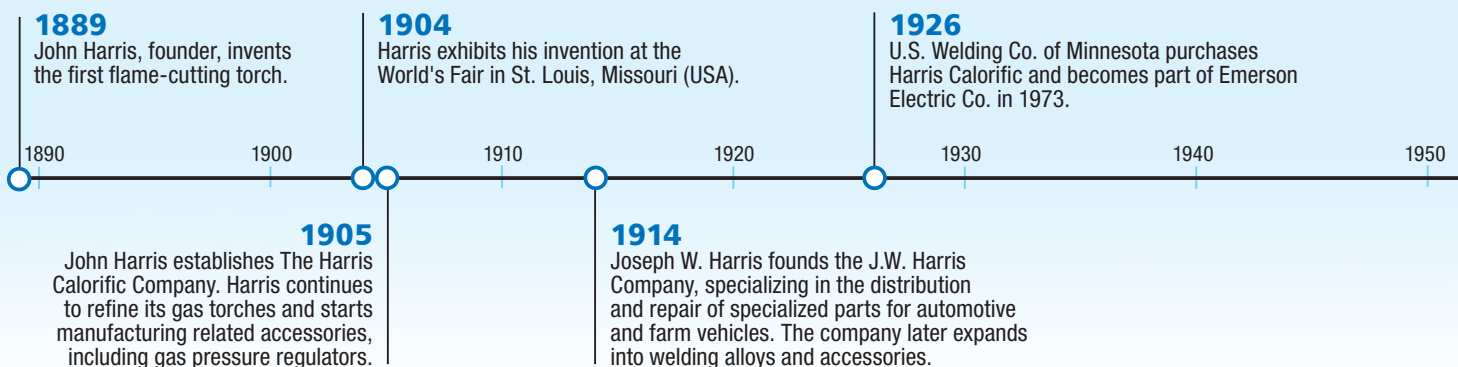 1889
John Harris, founder, invents
the first flame-cutting torch.
1904
Harris exhibits his invention at the
World's Fair in St. Louis, Missouri (USA).
1926
U.S. Welding Co. of Minnesota purchases
Harris Calorific and becomes part of Emerson
Electric Co. in 1973.
1890
1900
1910
1920
1930
1940
1950
1905
John Harris establishes The Harris
Calorific Company. Harris continues
to refine its gas torches and starts
manufacturing related accessories,
including gas pressure regulators.
1914
Joseph W. Harris founds the J.W. Harris
Company, specializing in the distribution
and repair of specialized parts for automotive
and farm vehicles. The company later expands
into welding alloys and accessories.